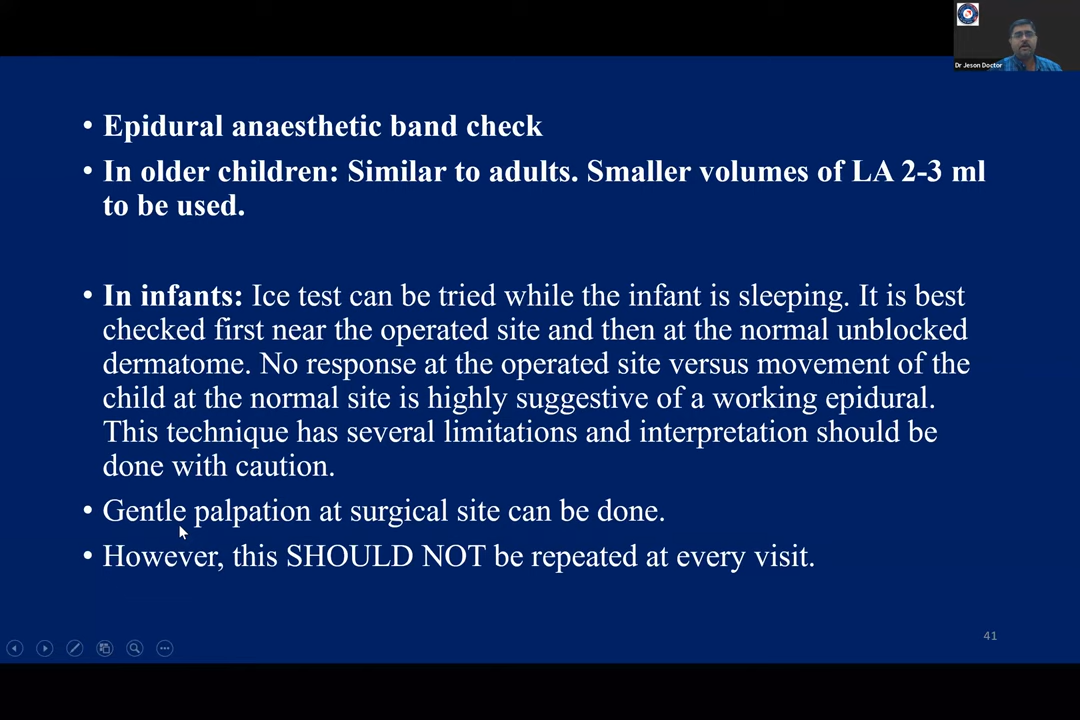 Dr Jeson Doctor
• Epidural anaesthetic band check
• In older children: Similar to adults. Smaller volumes of LA 2-3 ml
to be used.
• In infants: Ice test can be tried while the infant is sleeping. It is best
checked first near the operated site and then at the normal unblocked
dermatome. No response at the operated site versus movement of the
child at the normal site is highly suggestive of a working epidural.
This technique has several limitations and interpretation should be
done with caution.
• Gentle palpation at surgical site can be done.
• However, this SHOULD NOT be repeated at every visit.
41